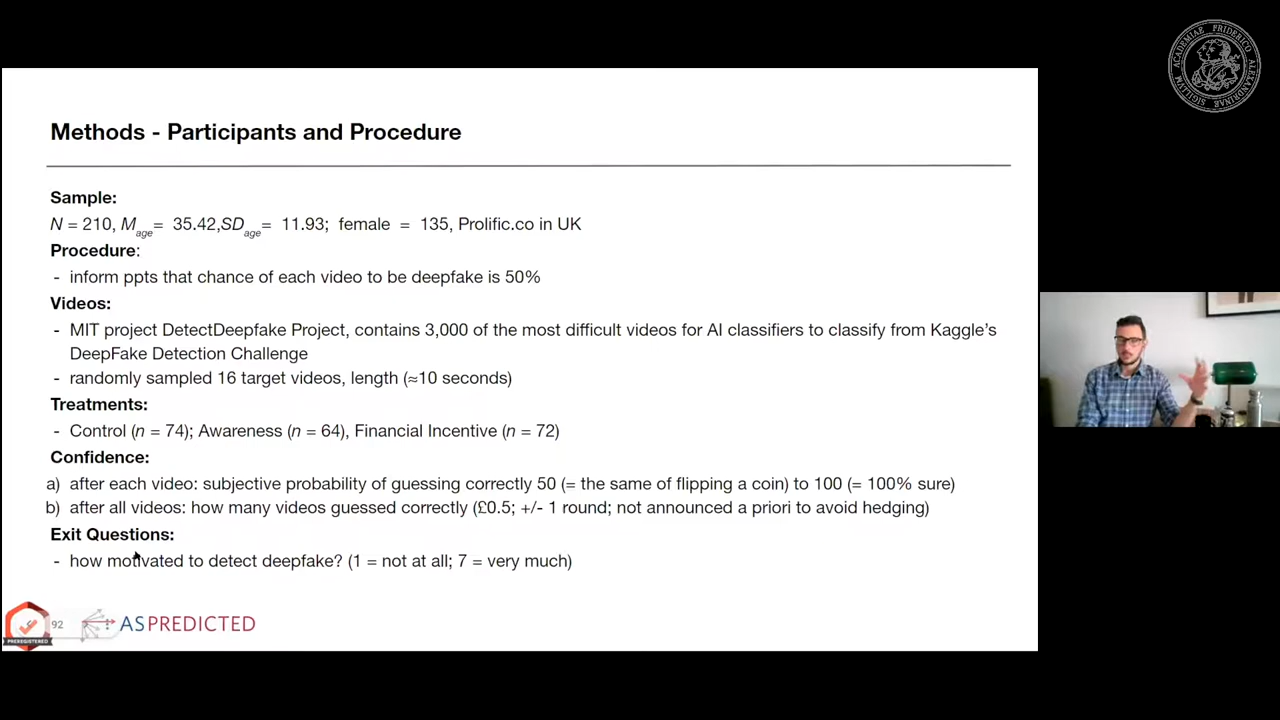 ACADEMIAE FRIDERICO ALEXANDRINAE SIGILLVM
Methods - Participants and Procedure
Sample:
N = 210, Mage= 35.42,SDage= 11.93; female = 135, Prolific.co in UK
Procedure:
- inform ppts that chance of each video to be deepfake is 50%
Videos:
- MIT project DetectDeepfake Project, contains 3,000 of the most difficult videos for AI classifiers to classify from Kaggle’s
DeepFake Detection Challenge
- randomly sampled 16 target videos, length (≈10 seconds)
Treatments:
- Control (n = 74); Awareness (n = 64), Financial Incentive (n = 72)
Confidence:
a) after each video: subjective probability of guessing correctly 50 (= the same of flipping a coin) to 100 (= 100% sure)
b) after all videos: how many videos guessed correctly (£0.5; +/- 1 round; not announced a priori to avoid hedging)
Exit Questions:
- how motivated to detect deepfake? (1 = not at all; 7 = very much)
92
ASPREDICTED
PREREGISTERED